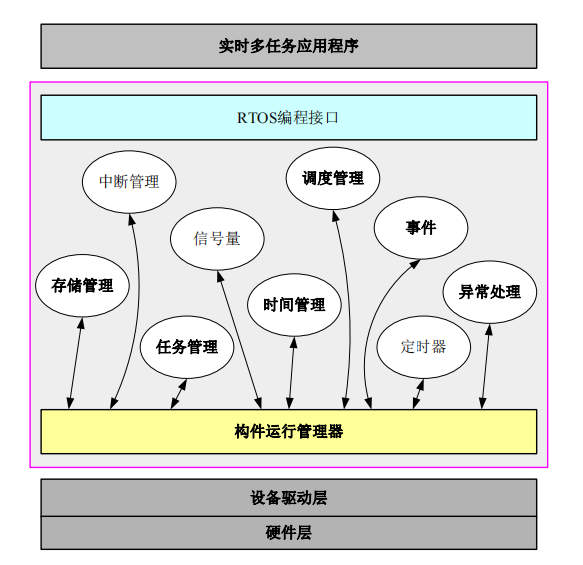 实时多任务应用程序
RTOS编程接口
中断管理
调度管理
信号量
事件
存储管理
异常处理
时间管理
任务管理
定时器
构件运行管理器
设备驱动层
硬件层